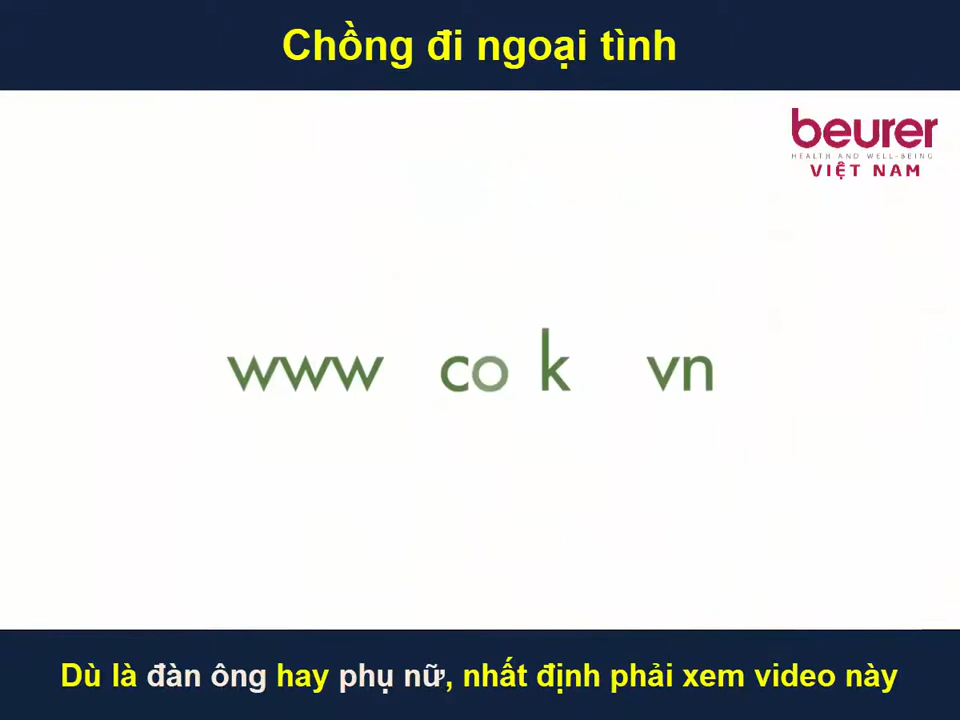 Chồng đi ngoại tình
beurer
HEALTH AND WELL-BEING
VIỆT NAM
www co k vn
Dù là đàn ông hay phụ nữ, nhất định phải xem video này